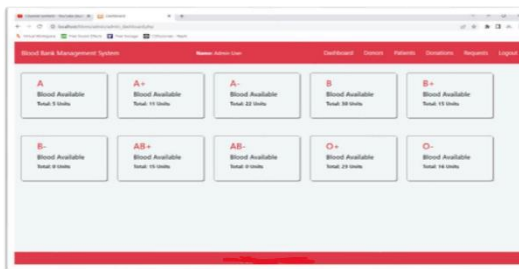 Dashboard
Blood Bank Management System
Name: Admin User
Dashboard Donors Patients Donations Requests Logout
A
Blood Available
Total: 5 Units
A+
Blood Available
Total: 11 Units
A-
Blood Available
Total: 22 Units
B
Blood Available
Total: 30 Units
B+
Blood Available
Total: 15 Units
B-
Blood Available
Total: 0 Units
AB+
Blood Available
Total: 15 Units
AB-
Blood Available
Total: 0 Units
O+
Blood Available
Total: 23 Units
O-
Blood Available
Total: 16 Units